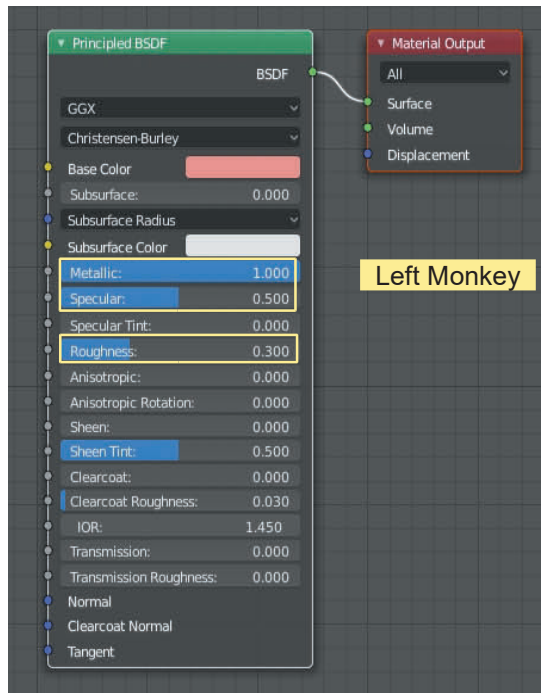 Principled BSDF
BSDF
GGX
Christensen-Burley
Base Color
Subsurface: 0.000
Subsurface Radius
Subsurface Color
Metallic: 1.000
Specular: 0.500
Specular Tint: 0.000
Roughness: 0.300
Anisotropic: 0.000
Anisotropic Rotation: 0.000
Sheen: 0.000
Sheen Tint: 0.500
Clearcoat: 0.000
Clearcoat Roughness: 0.030
IOR: 1.450
Transmission: 0.000
Transmission Roughness: 0.000
Normal
Clearcoat Normal
Tangent
Material Output
All
Surface
Volume
Displacement
Left Monkey